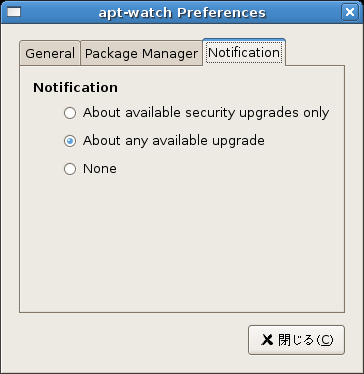 apt-watch Preferences
General
Package Manager
Notification
Notification
About available security upgrades only
About any available upgrade
None
閉じる(C)